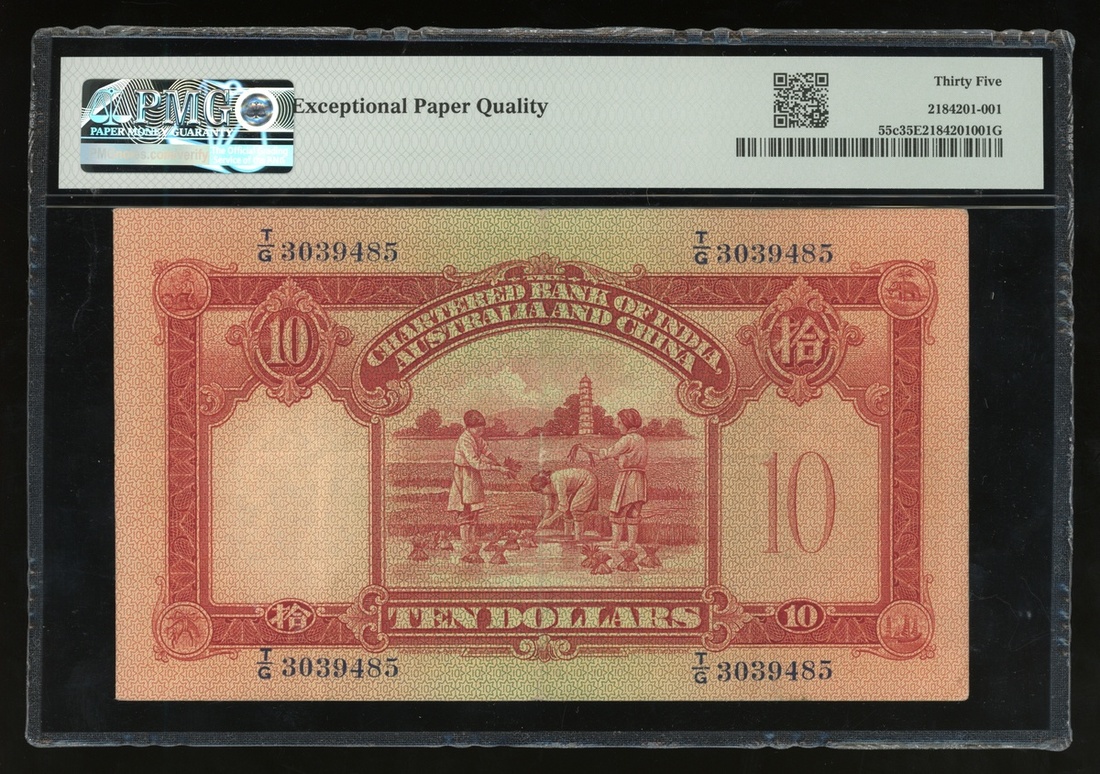 PMG
PAPER MONEY GUARANTY
Exceptional Paper Quality
Thirty Five
2184201-001
55c35E2184201001G
T/G 3039485
T/G 3039485
CHARTERED BANK OF INDIA
AUSTRALIA AND CHINA
10
拾
10
拾
TEN DOLLARS
10
T/G 3039485
T/G 3039485